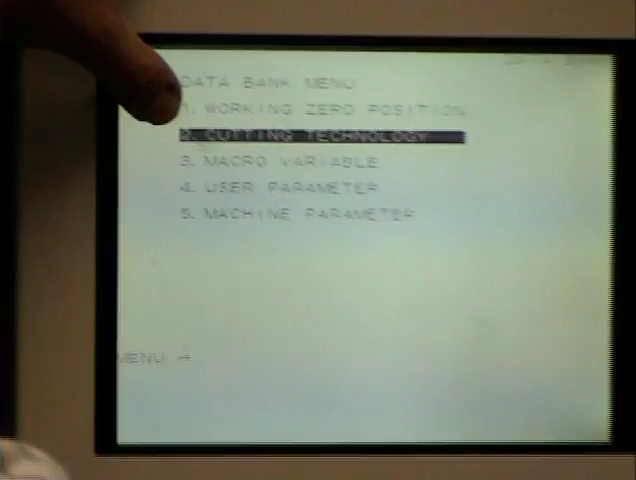 DATA BANK MENU
1. WORKING ZERO POSITION
2. CUTTING TECHNOLOGY
3. MACRO VARIABLE
4. USER PARAMETER
5. MACHINE PARAMETER
MENU →